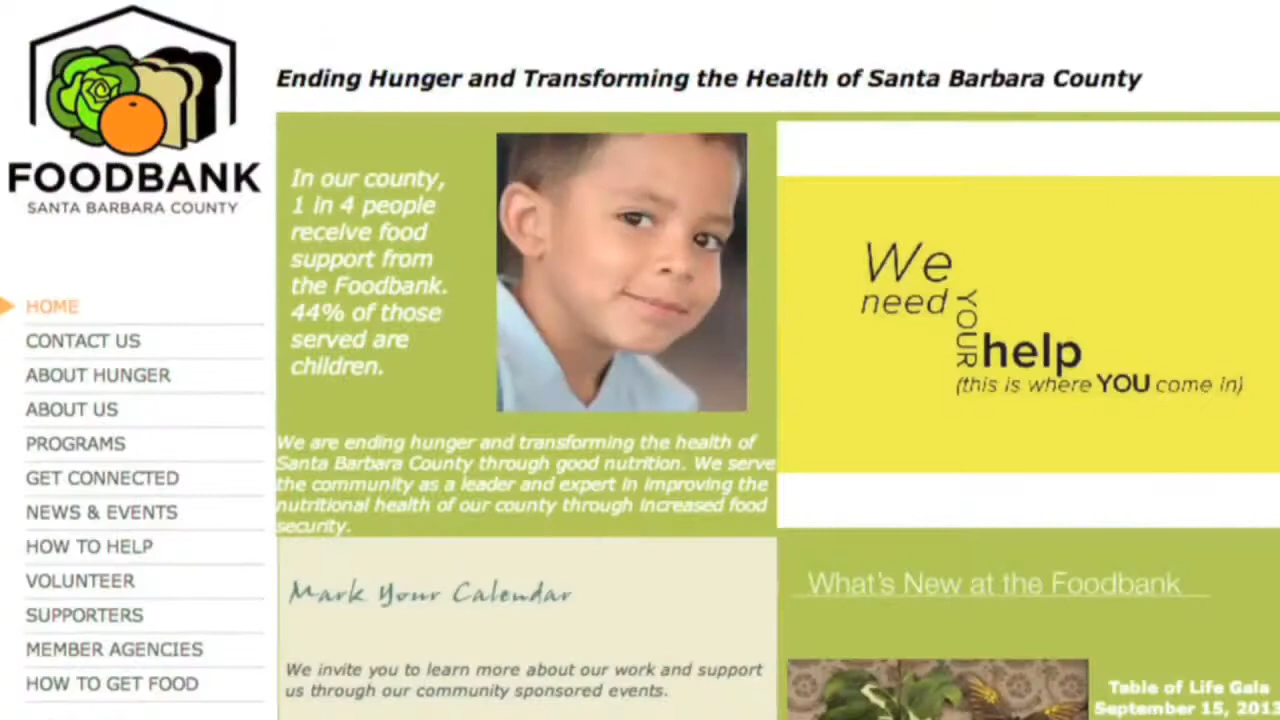 FOODBANK
SANTA BARBARA COUNTY
HOME
CONTACT US
ABOUT HUNGER
ABOUT US
PROGRAMS
GET CONNECTED
NEWS & EVENTS
HOW TO HELP
VOLUNTEER
SUPPORTERS
MEMBER AGENCIES
HOW TO GET FOOD
Ending Hunger and Transforming the Health of Santa Barbara County
In our county,
1 in 4 people
receive food
support from
the Foodbank.
44% of those
served are
children.
We are ending hunger and transforming the health of
Santa Barbara County through good nutrition. We serve
the community as a leader and expert in improving the
nutritional health of our county through increased food
security.
We
need YOUR help
(this is where YOU come in)
Mark Your Calendar
We invite you to learn more about our work and support
us through our community sponsored events.
What's New at the Foodbank
Table of Life Gala
September 15, 2013